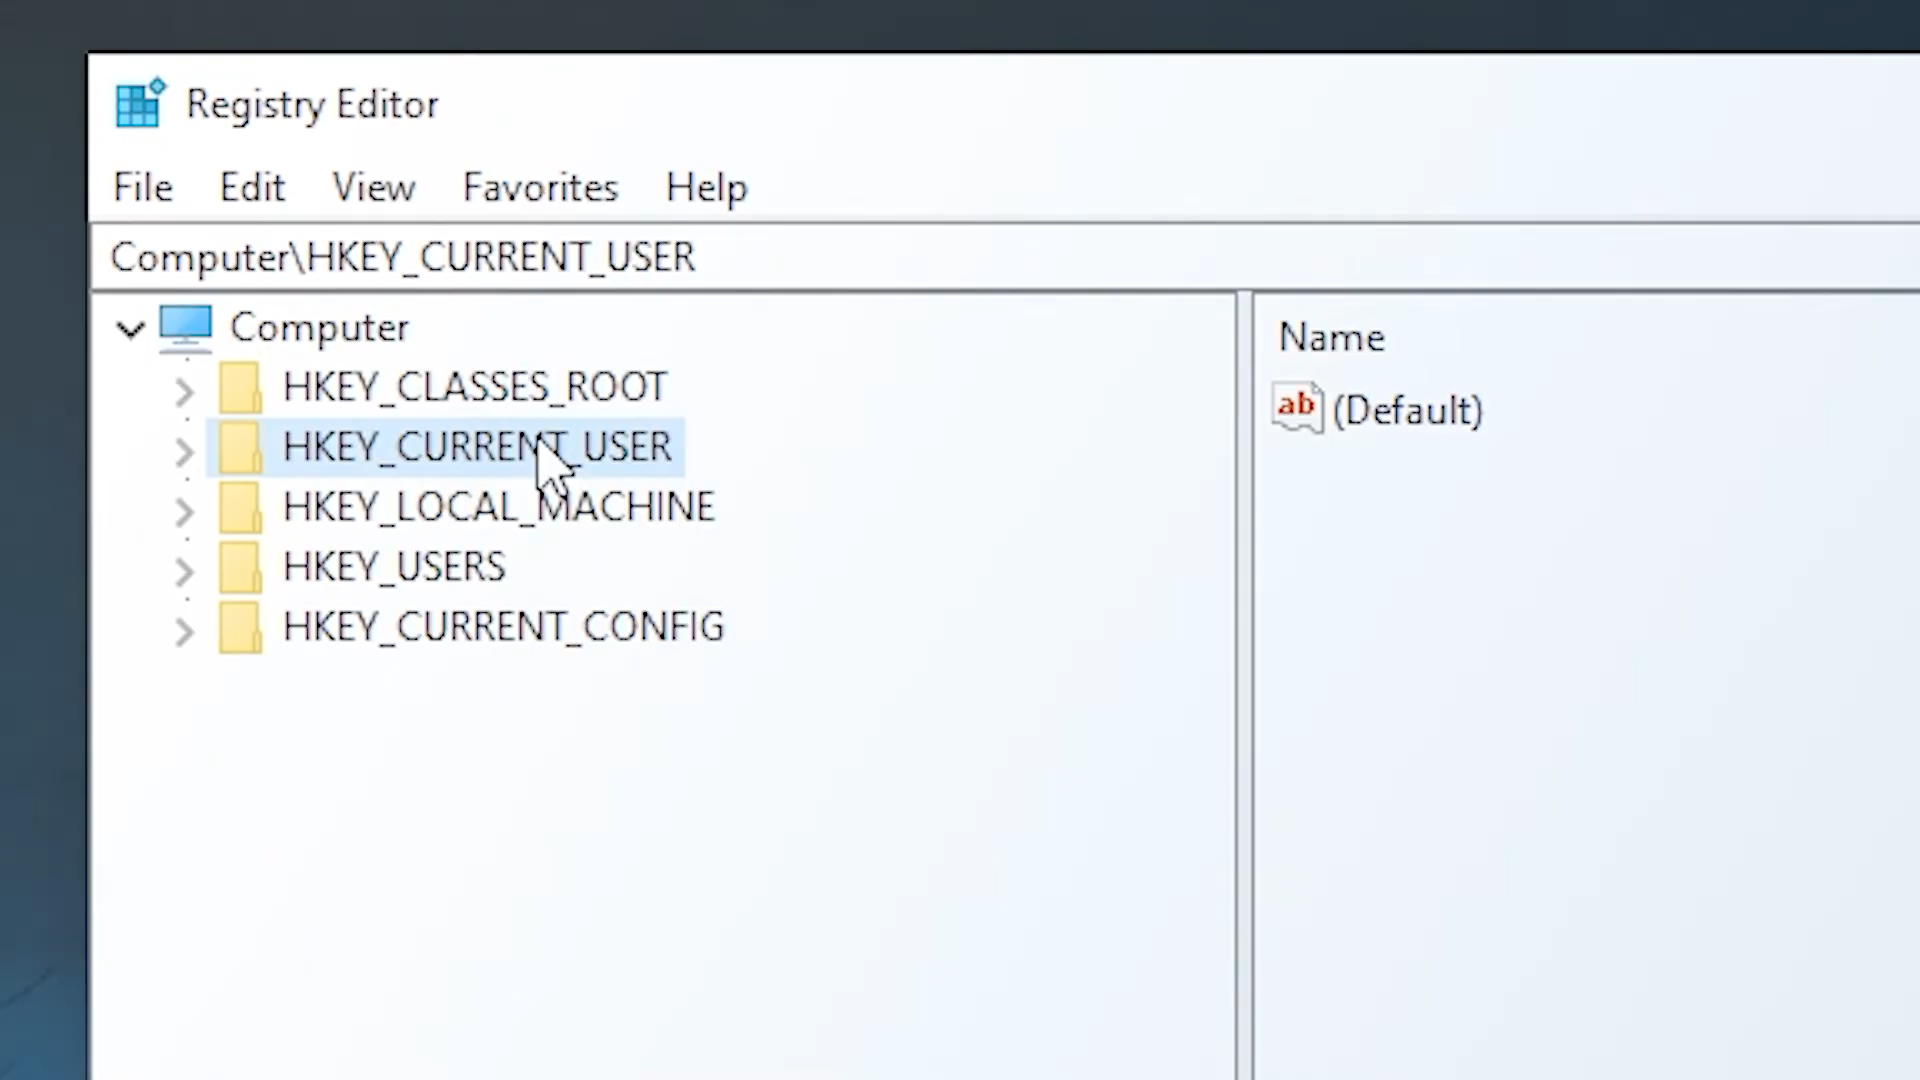 Registry Editor
File Edit View Favorites Help
Computer\HKEY_CURRENT_USER
Computer
HKEY_CLASSES_ROOT
HKEY_CURRENT_USER
HKEY_LOCAL_MACHINE
HKEY_USERS
HKEY_CURRENT_CONFIG
Name
ab (Default)